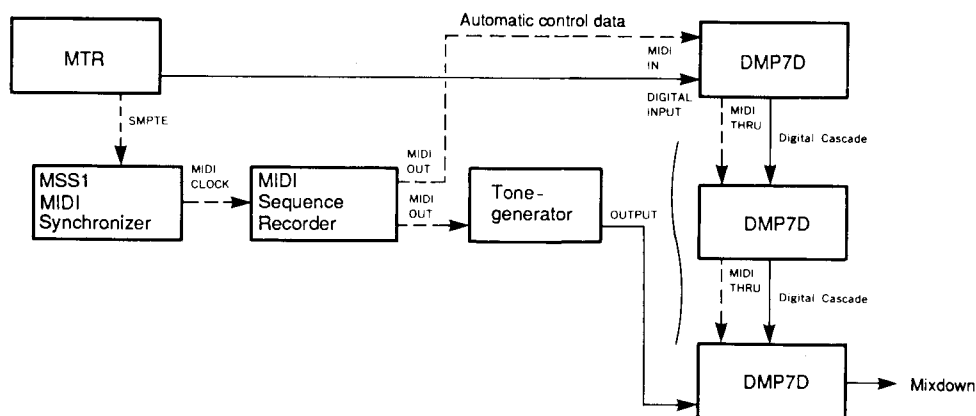 Automatic control data
MTR
MIDI
IN
DMP7D
DIGITAL
INPUT
SMPTE
MIDI
THRU
Digital Cascade
MSS1
MIDI
Synchronizer
MIDI
CLOCK
MIDI
Sequence
Recorder
MIDI
OUT
MIDI
OUT
Tone-
generator
OUTPUT
DMP7D
MIDI
THRU
Digital Cascade
DMP7D
Mixdown